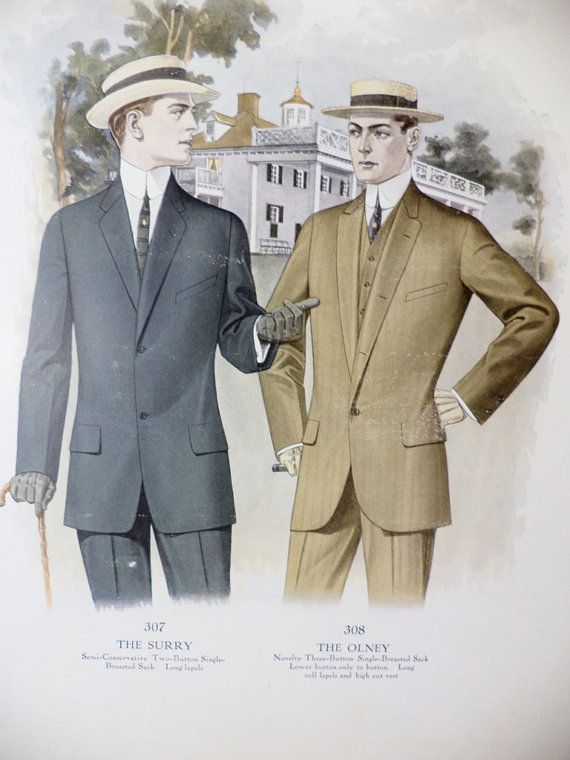 307
THE SURRY
Semi-Conservative Two-Button Single-
Breasted Sack. Long lapels
308
THE OLNEY
Novelty Three-Button Single-Breasted Sack
Lower button only to button. Long
roll lapels and high cut vest